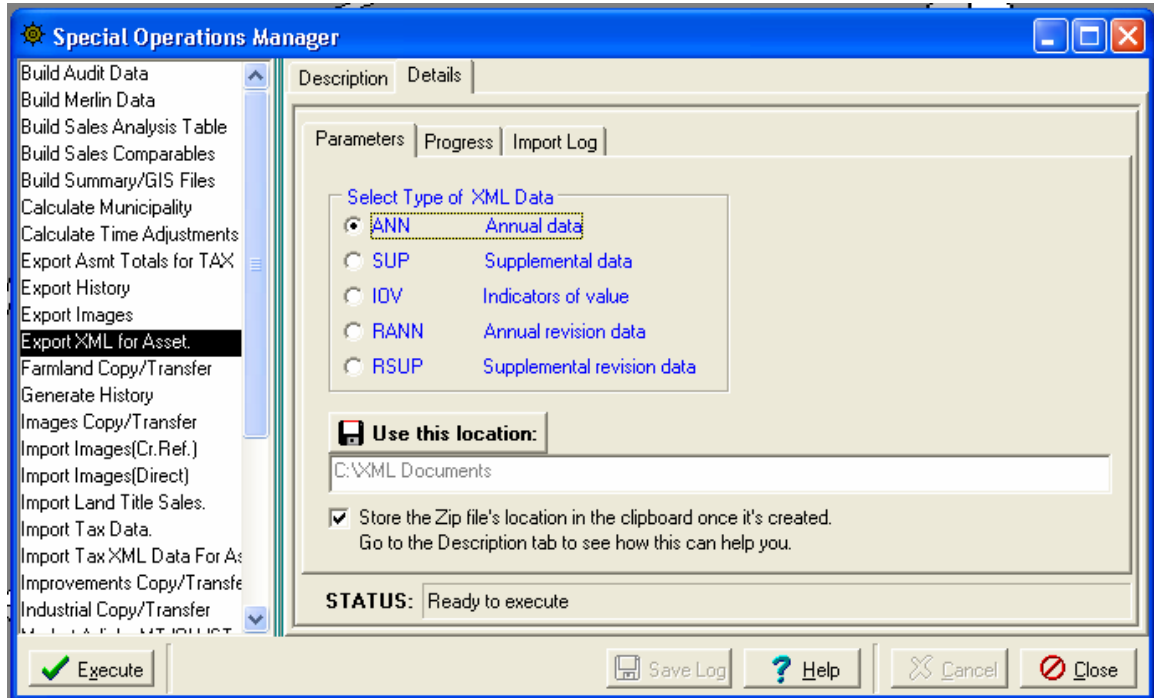 Special Operations Manager
Build Audit Data
Build Merlin Data
Build Sales Analysis Table
Build Sales Comparables
Build Summary/GIS Files
Calculate Municipality
Calculate Time Adjustments
Export Asmt Totals for TAX
Export History
Export Images
Export XML for Asset.
Farmland Copy/Transfer
Generate History
Images Copy/Transfer
Import Images(Cr.Ref.)
Import Images(Direct)
Import Land Title Sales.
Import Tax Data.
Import Tax XML Data For As
Improvements Copy/Transfe
Industrial Copy/Transfer
Description Details
Parameters Progress Import Log
Select Type of XML Data
ANN Annual data
SUP Supplemental data
IOV Indicators of value
RANN Annual revision data
RSUP Supplemental revision data
Use this location:
C:\XML Documents
Store the Zip file's location in the clipboard once it's created.
Go to the Description tab to see how this can help you.
STATUS: Ready to execute
Execute Save Log Help Cancel Close